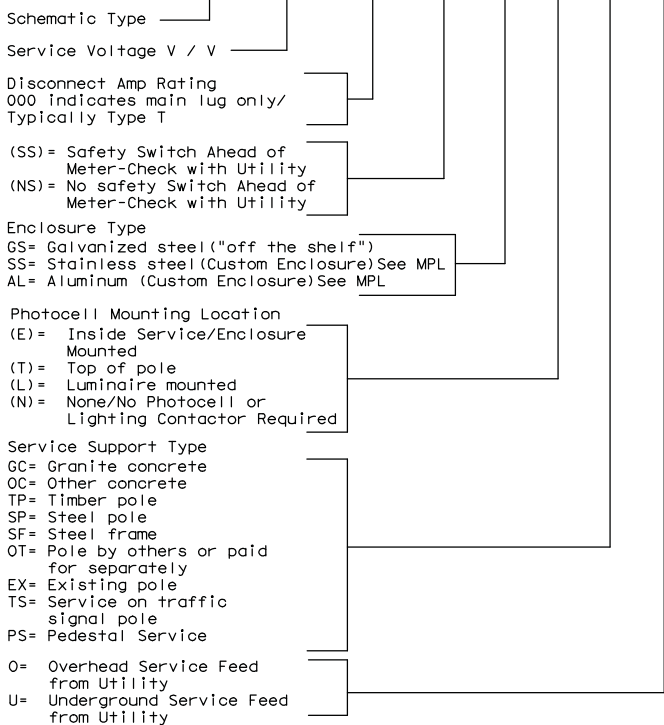 Schematic Type
Service Voltage V / V
Disconnect Amp Rating
000 indicates main lug only/
Typically Type T
(SS)= Safety Switch Ahead of
Meter-Check with Utility
(NS)= No safety Switch Ahead of
Meter-Check with Utility
Enclosure Type
GS= Galvanized steel("off the shelf")
SS= Stainless steel(Custom Enclosure)See MPL
AL= Aluminum (Custom Enclosure)See MPL
Photocell Mounting Location
(E)= Inside Service/Enclosure
Mounted
(T)= Top of pole
(L)= Luminaire mounted
(N)= None/No Photocell or
Lighting Contactor Required
Service Support Type
GC= Granite concrete
OC= Other concrete
TP= Timber pole
SP= Steel pole
SF= Steel frame
OT= Pole by others or paid
for separately
EX= Existing pole
TS= Service on traffic
signal pole
PS= Pedestal Service
O= Overhead Service Feed
from Utility
U= Underground Service Feed
from Utility